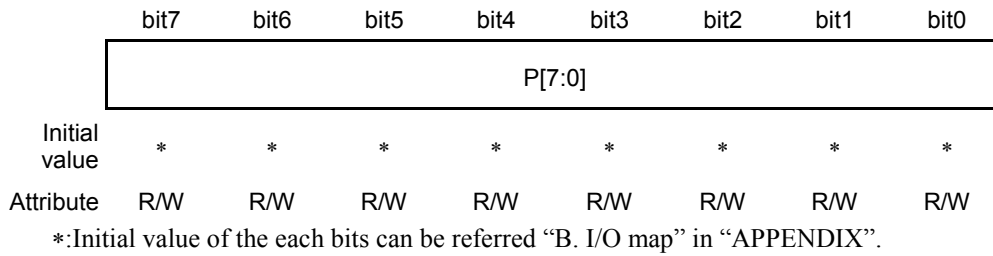 bit7 bit6 bit5 bit4 bit3 bit2 bit1 bit0
P[7:0]
Initial
value * * * * * * * *
Attribute R/W R/W R/W R/W R/W R/W R/W R/W
*:Initial value of the each bits can be referred “B. I/O map” in “APPENDIX”.